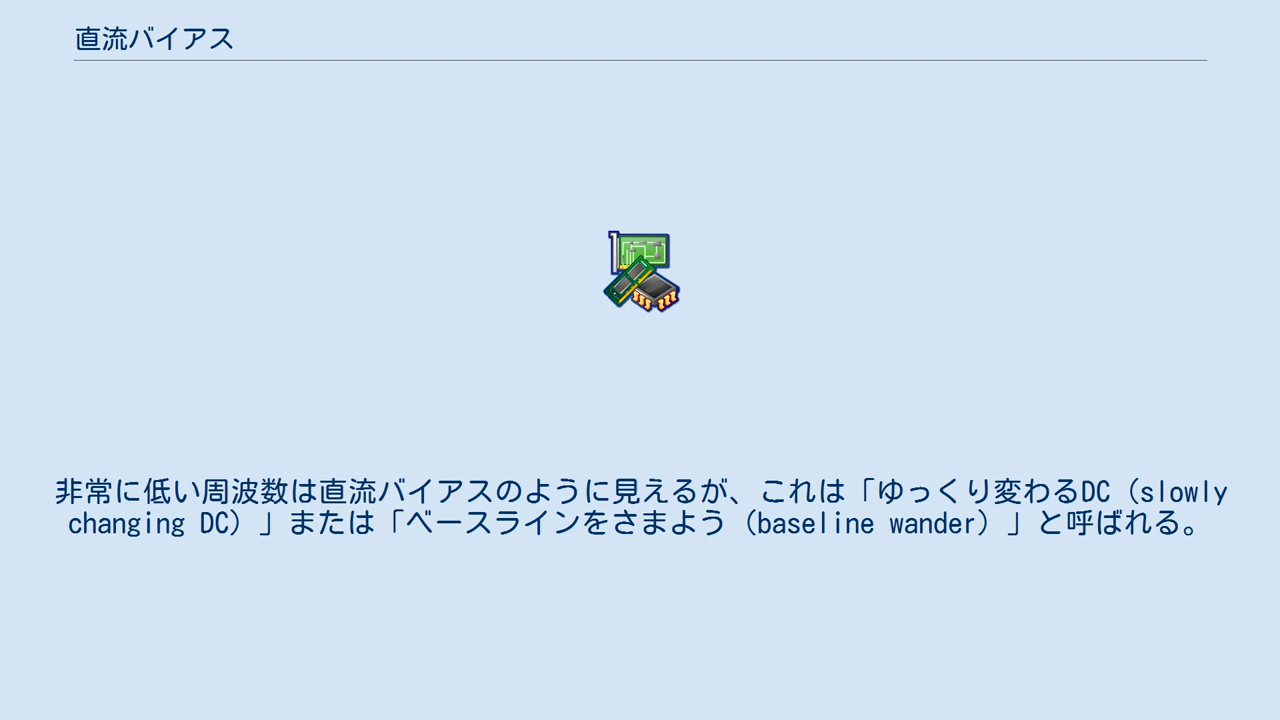 直流バイアス
非常に低い周波数は直流バイアスのように見えるが、これは「ゆっくり変わるDC（slowly
changing DC）」または「ベースラインをさまよう（baseline wander）」と呼ばれる。